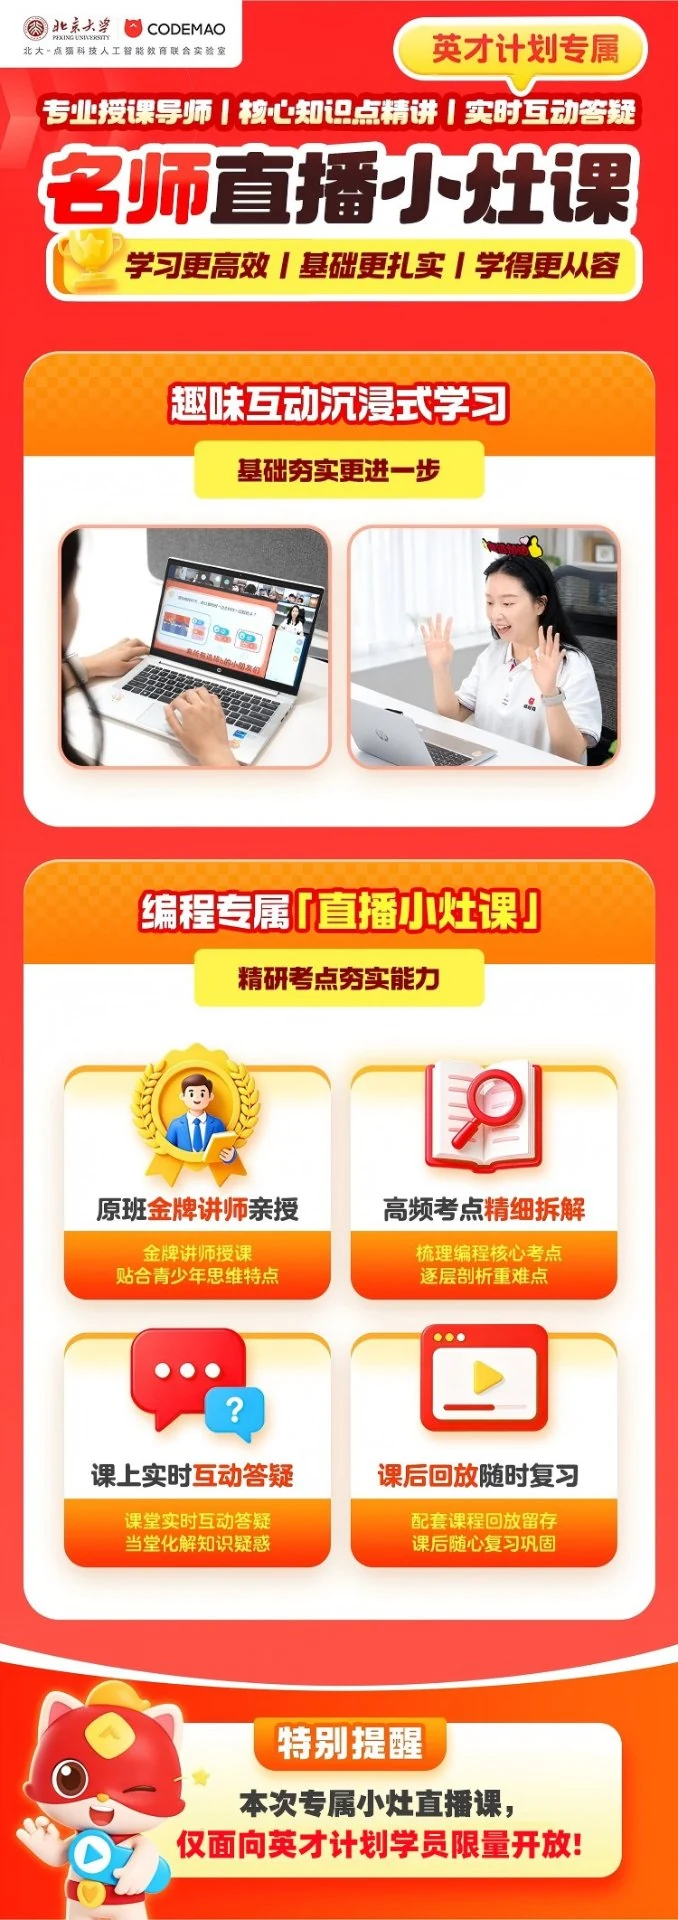 北京大学
PEKING UNIVERSITY
CODEMAO
北大-点猫科技人工智能教育联合实验室
英才计划专属
专业授课导师 | 核心知识点精讲 | 实时互动答疑
名师直播小灶课
学习更高效 | 基础更扎实 | 学得更从容
趣味互动沉浸式学习
基础夯实更进一步
编程专属「直播小灶课」
精研考点夯实能力
原班金牌讲师亲授
金牌讲师授课
贴合青少年思维特点
高频考点精细拆解
梳理编程核心考点
逐层剖析重难点
课上实时互动答疑
课堂实时互动答疑
当堂化解知识疑惑
课后回放随时复习
配套课程回放留存
课后随心复习巩固
特别提醒
本次专属小灶直播课，
仅面向英才计划学员限量开放!